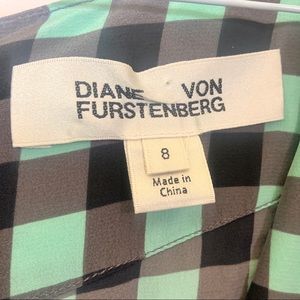 DIANE VON
FURSTENBERG
8
Made in
China